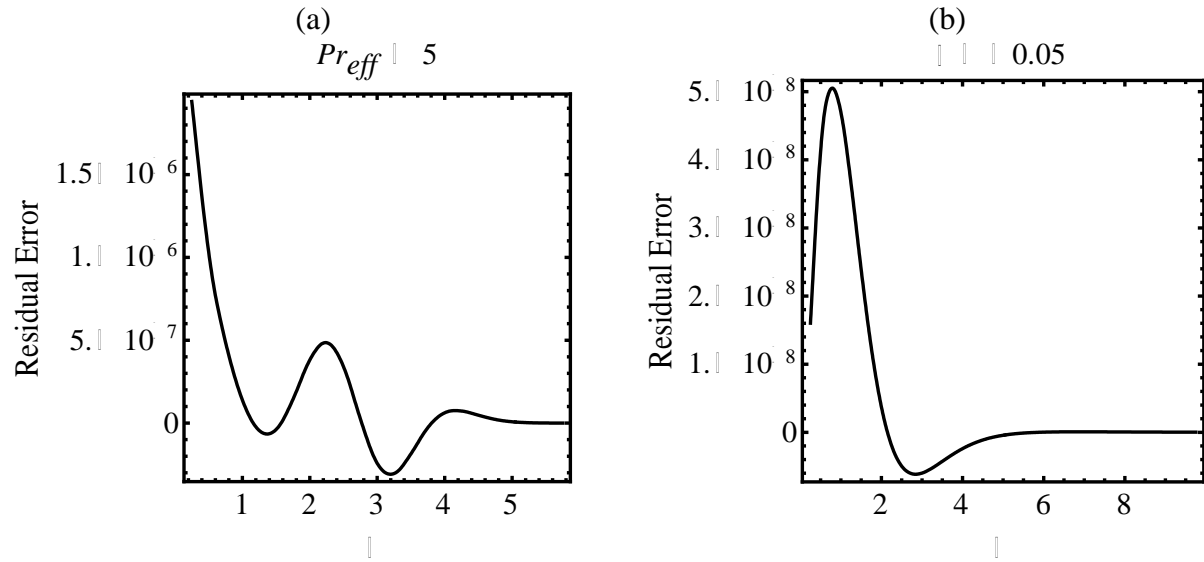 (a)
Pr_eff 5
Residual Error
1.5 10 6
1. 10 6
5. 10 7
0
1 2 3 4 5
(b)
0.05
Residual Error
5. 10 8
4. 10 8
3. 10 8
2. 10 8
1. 10 8
0
2 4 6 8